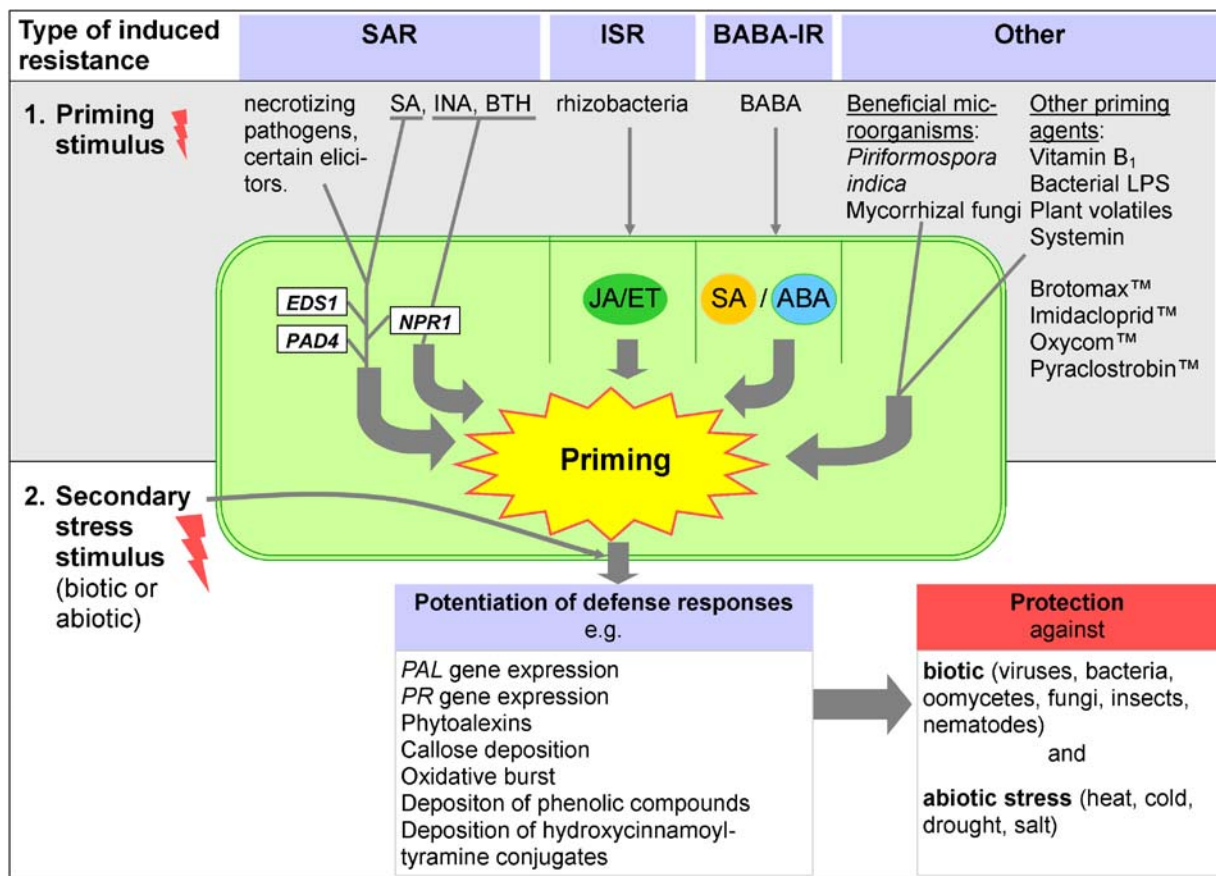 Type of induced
resistance
SAR
ISR
BABA-IR
Other
1. Priming
stimulus
necrotizing
pathogens,
certain elici-
tors.
SA, INA, BTH
rhizobacteria
BABA
Beneficial mic-
roorganisms:
Piriformospora
indica
Mycorrhizal fungi
Other priming
agents:
Vitamin B₁
Bacterial LPS
Plant volatiles
Systemin
Brotomax™
Imidacloprid™
Oxycom™
Pyraclostrobin™
EDS1
PAD4
NPR1
JA/ET
SA / ABA
Priming
2. Secondary
stress
stimulus
(biotic or
abiotic)
Potentiation of defense responses
e.g.
PAL gene expression
PR gene expression
Phytoalexins
Callose deposition
Oxidative burst
Depositon of phenolic compounds
Deposition of hydroxycinnamoyl-
tyramine conjugates
Protection
against
biotic (viruses, bacteria,
oomycetes, fungi, insects,
nematodes)
and
abiotic stress (heat, cold,
drought, salt)